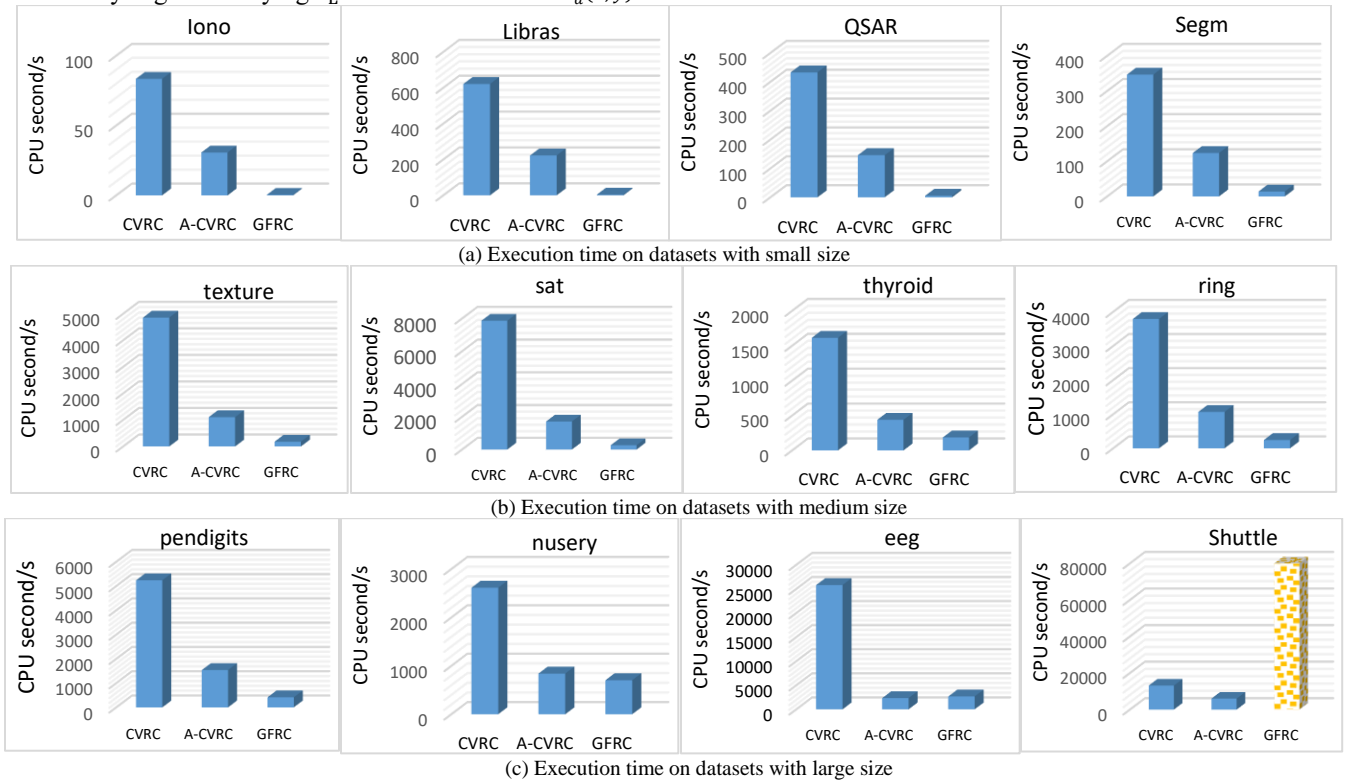 Iono
CPU second/s
100
50
0
CVRC A-CVRC GFRC
Libras
CPU second/s
800
600
400
200
0
CVRC A-CVRC GFRC
QSAR
CPU second/s
500
400
300
200
100
0
CVRC A-CVRC GFRC
Segm
CPU second/s
400
300
200
100
0
CVRC A-CVRC GFRC
(a) Execution time on datasets with small size
texture
CPU second/s
5000
4000
3000
2000
1000
0
CVRC A-CVRC GFRC
sat
CPU second/s
8000
6000
4000
2000
0
CVRC A-CVRC GFRC
thyroid
CPU second/s
2000
1500
1000
500
0
CVRC A-CVRC GFRC
ring
CPU second/s
4000
3000
2000
1000
0
CVRC A-CVRC GFRC
(b) Execution time on datasets with medium size
pendigits
CPU second/s
6000
5000
4000
3000
2000
1000
0
CVRC A-CVRC GFRC
nusery
CPU second/s
3000
2000
1000
0
CVRC A-CVRC GFRC
eeg
CPU second/s
30000
25000
20000
15000
10000
5000
0
CVRC A-CVRC GFRC
Shuttle
CPU second/s
80000
60000
40000
20000
0
CVRC A-CVRC GFRC
(c) Execution time on datasets with large size